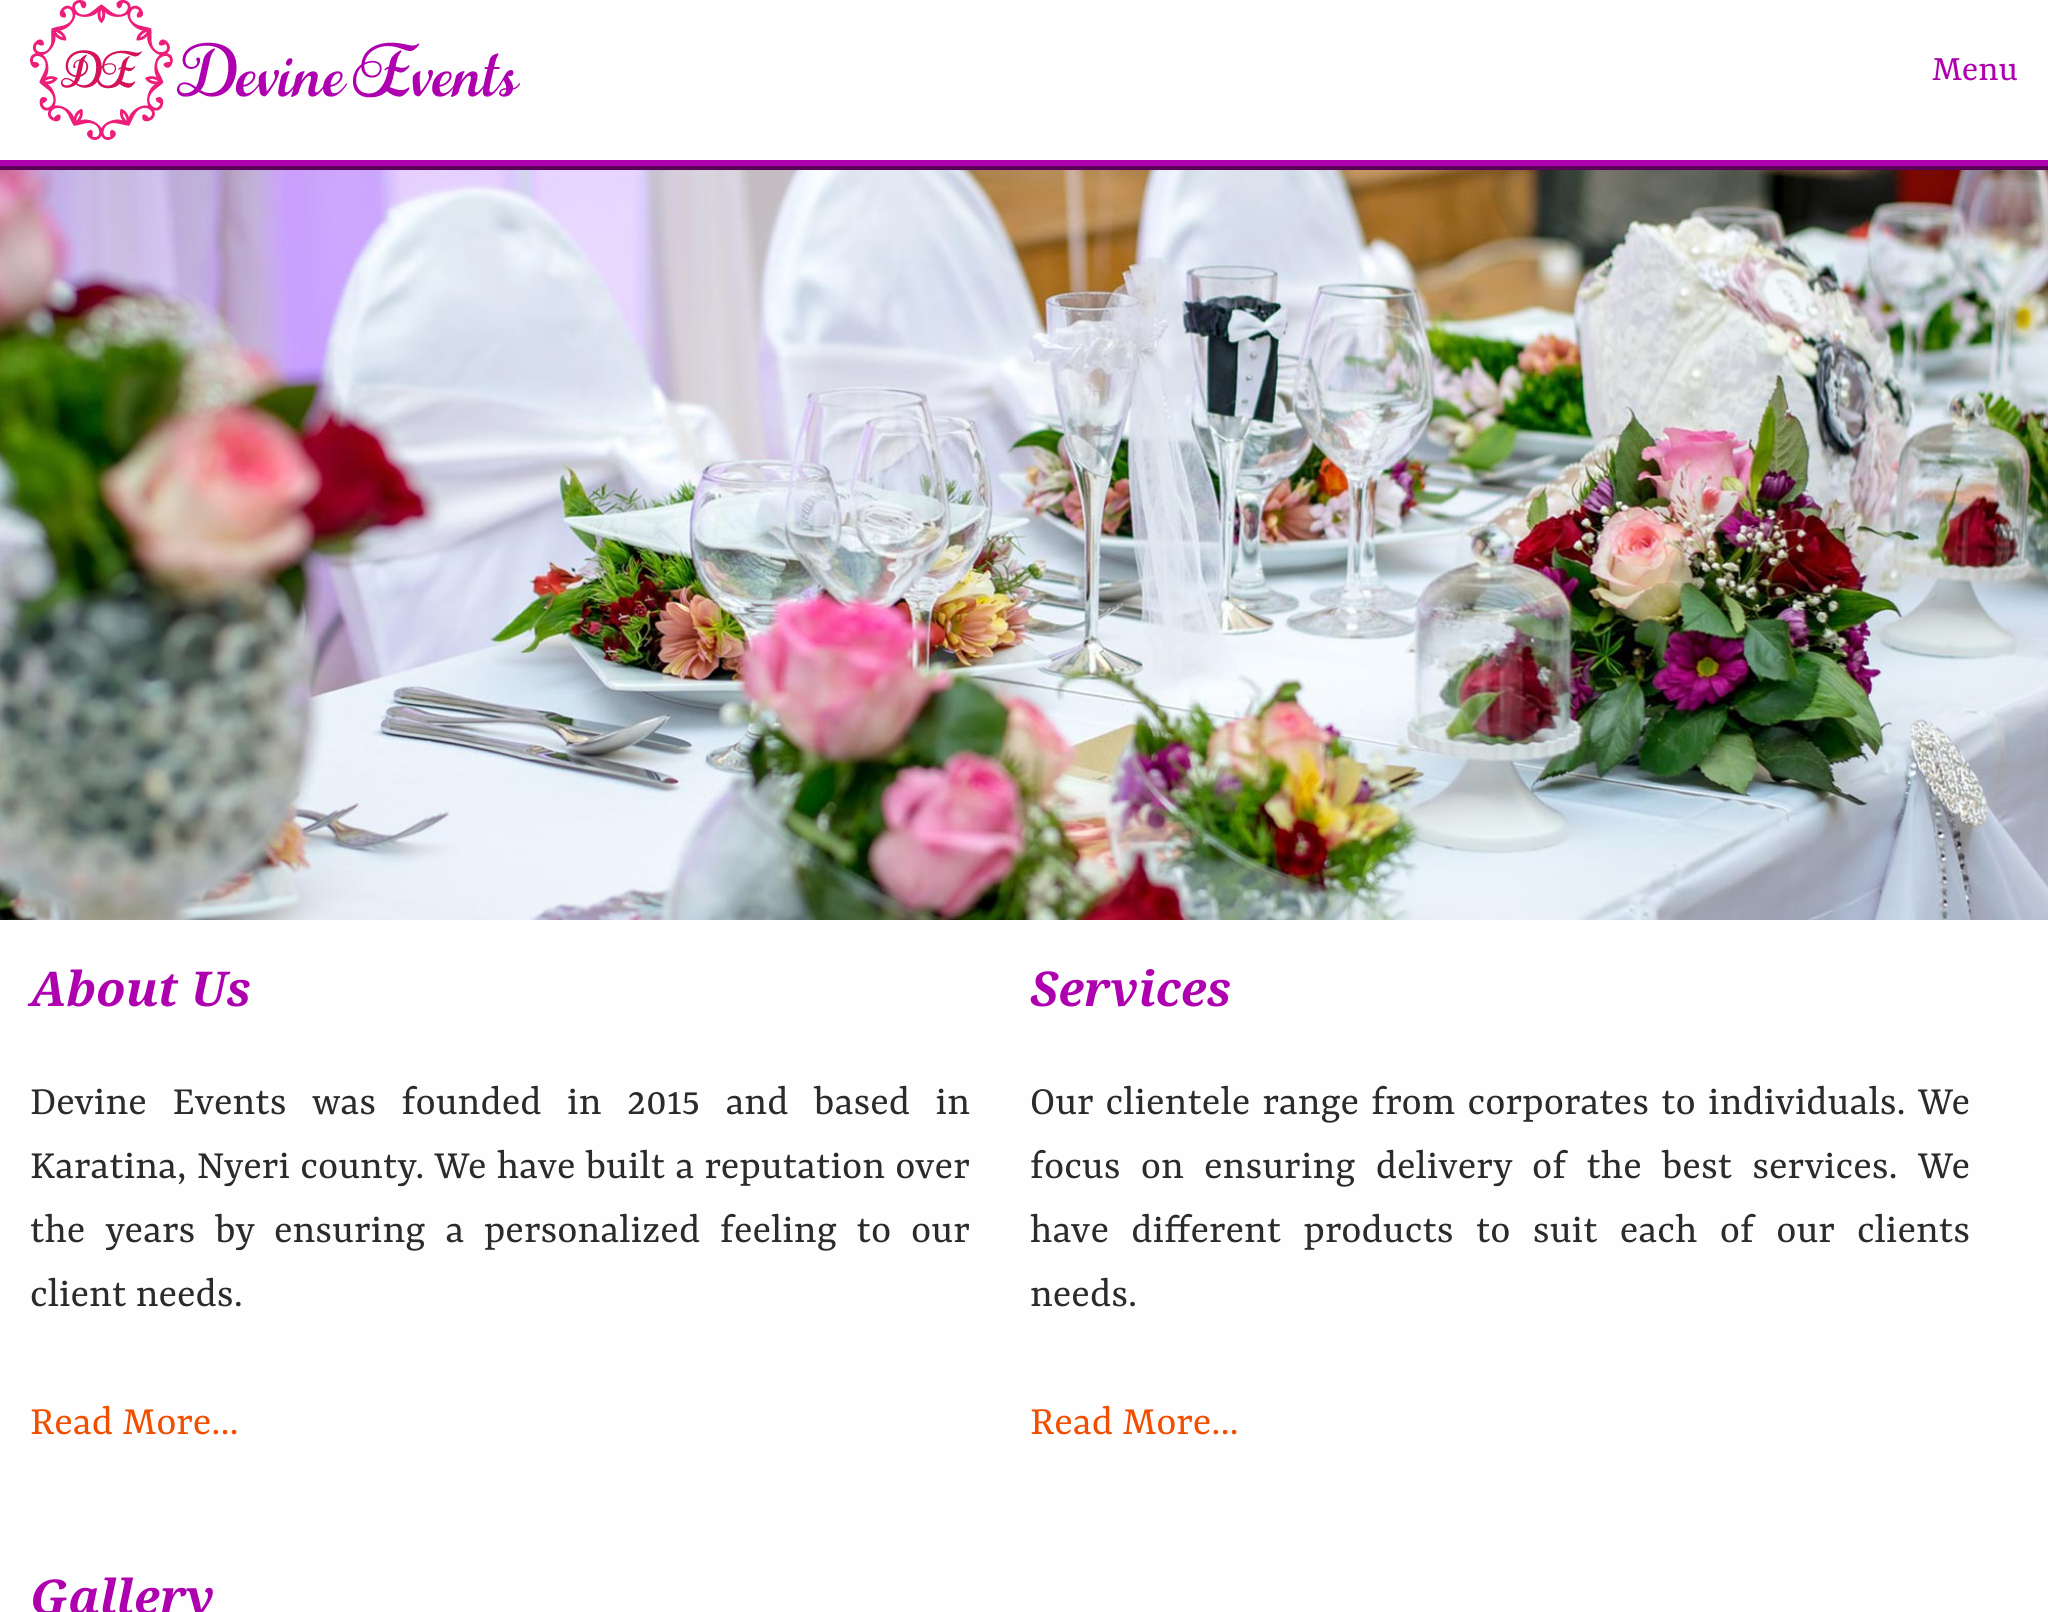 DE
Devine Events
Menu
About Us
Devine Events was founded in 2015 and based in
Karatina, Nyeri county. We have built a reputation over
the years by ensuring a personalized feeling to our
client needs.
Read More...
Services
Our clientele range from corporates to individuals. We
focus on ensuring delivery of the best services. We
have different products to suit each of our clients
needs.
Read More...
Gallery